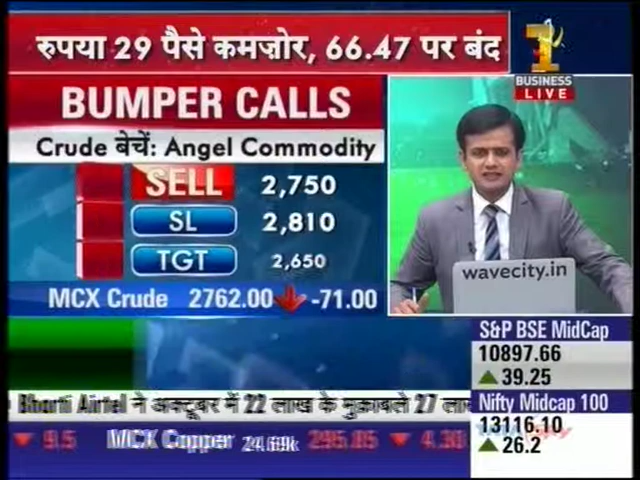 रुपया 29 पैसे कमज़ोर, 66.47 पर बंद
1
BUSINESS
LIVE
BUMPER CALLS
Crude बेचें: Angel Commodity
SELL 2,750
SL 2,810
TGT 2,650
MCX Crude 2762.00 -71.00
wavecity.in
S&P BSE MidCap
10897.66
▲ 39.25
Nifty Midcap 100
13116.10
▲ 26.2
Bharti Airtel ने अक्टूबर में 22 लाख के मुक़ाबले 27 ला
▼ 9.5 MCX Copper 24.69k 295.85 ▼ 4.30